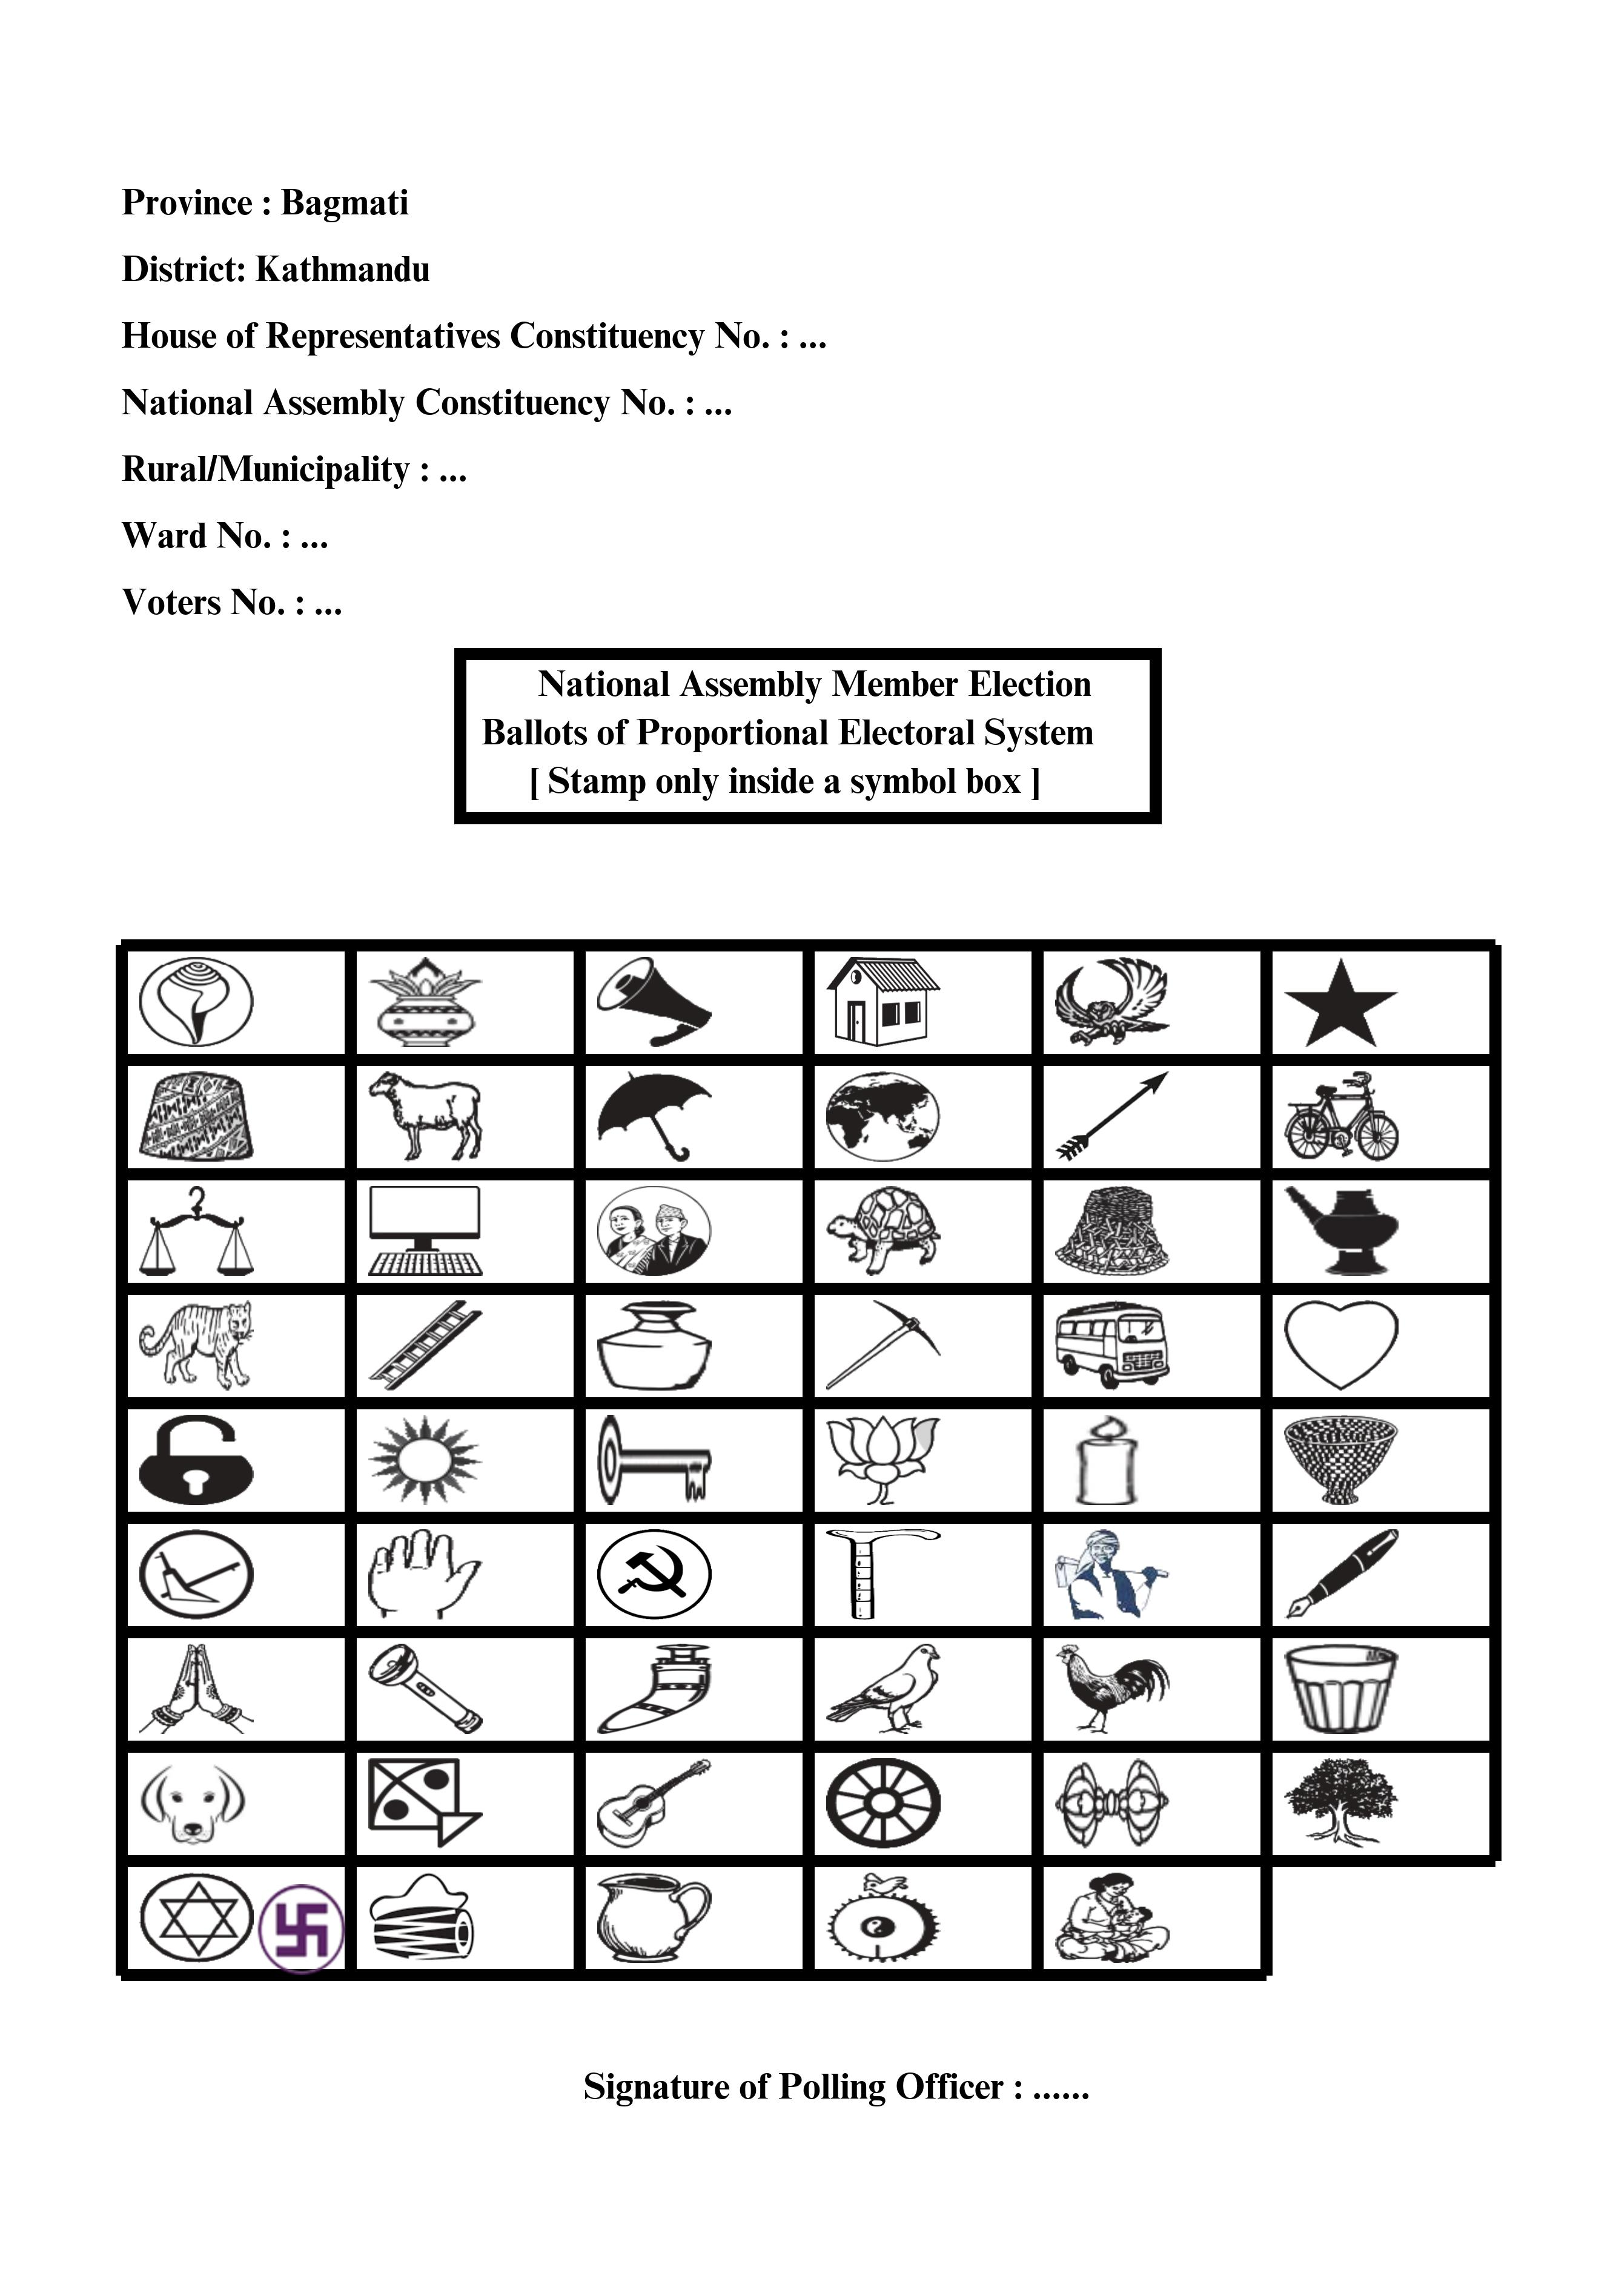 Province : Bagmati
District: Kathmandu
House of Representatives Constituency No. : ...
National Assembly Constituency No. : ...
Rural/Municipality : ...
Ward No. : ...
Voters No. : ...
National Assembly Member Election
Ballots of Proportional Electoral System
[ Stamp only inside a symbol box ]
Signature of Polling Officer : ......